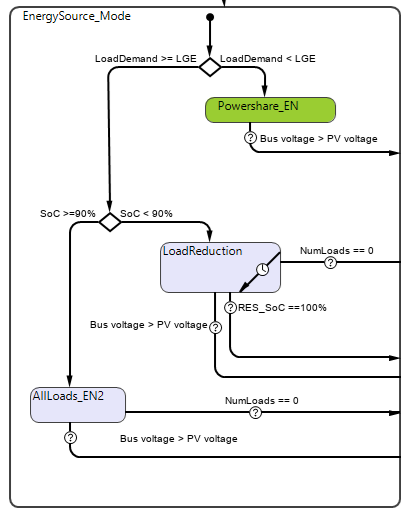 EnergySource_Mode
LoadDemand >= LGE
LoadDemand < LGE
Powershare_EN
? Bus voltage > PV voltage
SoC >=90%
SoC < 90%
LoadReduction
NumLoads == 0
?
? RES_SoC ==100%
Bus voltage > PV voltage ?
AllLoads_EN2
NumLoads == 0
?
? Bus voltage > PV voltage